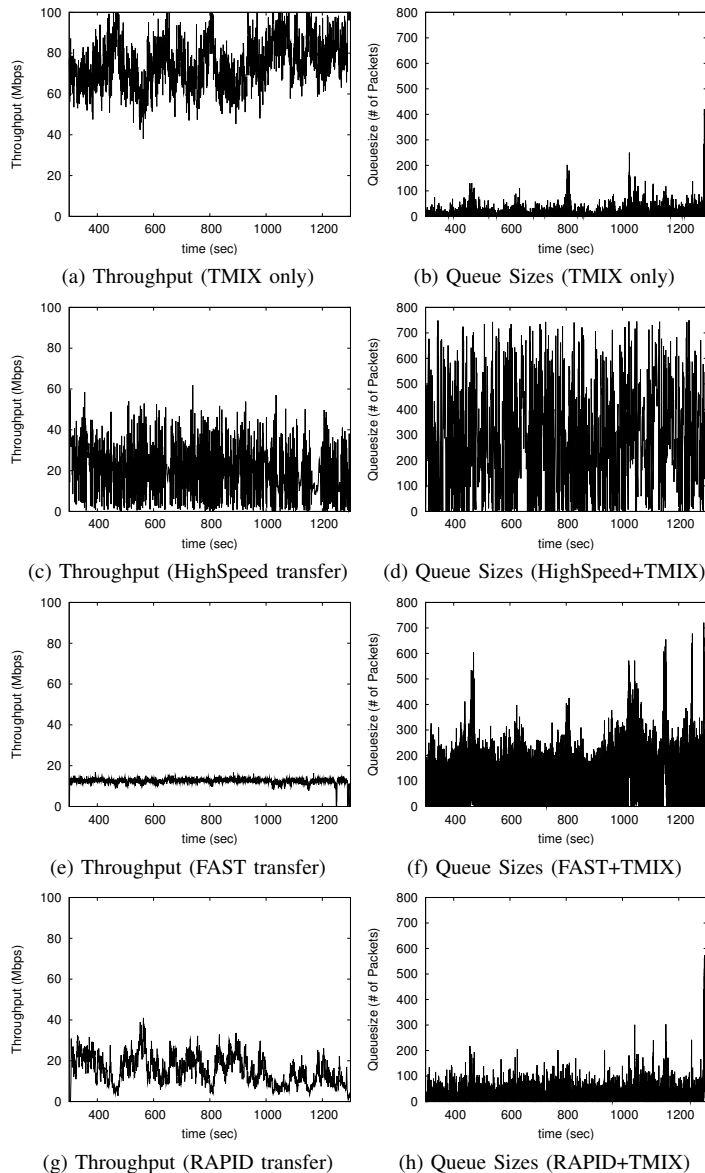 Throughput (Mbps)
100
80
60
40
20
0
400 600 800 1000 1200
time (sec)
(a) Throughput (TMIX only)
Queuesize (# of Packets)
800
700
600
500
400
300
200
100
0
400 600 800 1000 1200
time (sec)
(b) Queue Sizes (TMIX only)
Throughput (Mbps)
100
80
60
40
20
0
400 600 800 1000 1200
time (sec)
(c) Throughput (HighSpeed transfer)
Queuesize (# of Packets)
800
700
600
500
400
300
200
100
0
400 600 800 1000 1200
time (sec)
(d) Queue Sizes (HighSpeed+TMIX)
Throughput (Mbps)
100
80
60
40
20
0
400 600 800 1000 1200
time (sec)
(e) Throughput (FAST transfer)
Queuesize (# of Packets)
800
700
600
500
400
300
200
100
0
400 600 800 1000 1200
time (sec)
(f) Queue Sizes (FAST+TMIX)
Throughput (Mbps)
100
80
60
40
20
0
400 600 800 1000 1200
time (sec)
(g) Throughput (RAPID transfer)
Queuesize (# of Packets)
800
700
600
500
400
300
200
100
0
400 600 800 1000 1200
time (sec)
(h) Queue Sizes (RAPID+TMIX)